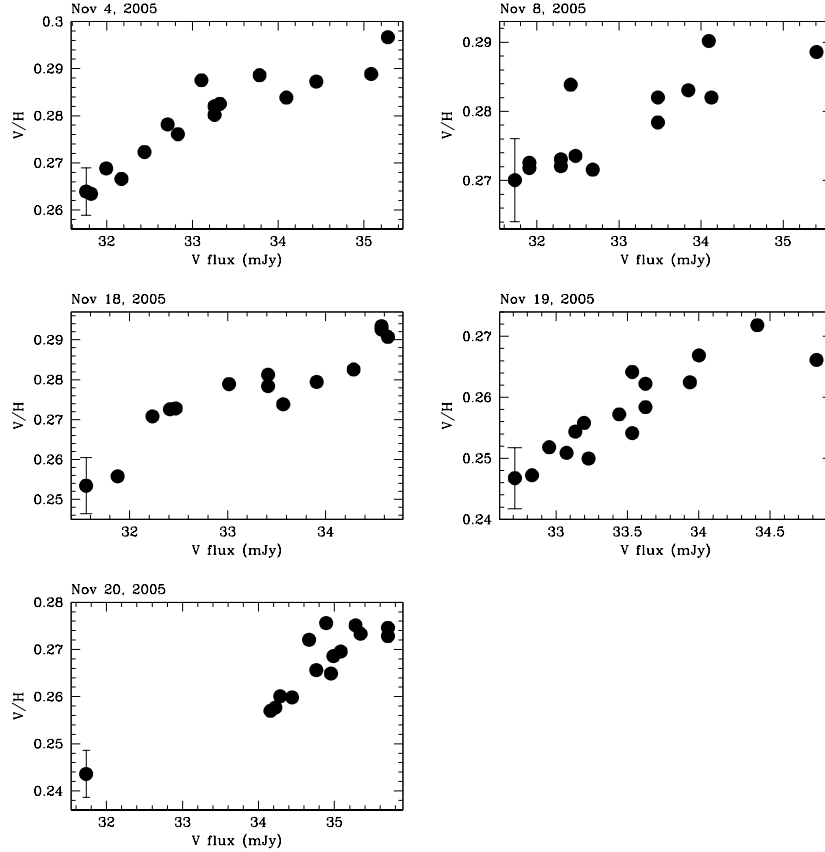 Nov 4, 2005
0.3
0.29
0.28
0.27
0.26
V/H
32
33
34
35
V flux (mJy)
Nov 8, 2005
0.29
0.28
0.27
V/H
32
33
34
35
V flux (mJy)
Nov 18, 2005
0.29
0.28
0.27
0.26
0.25
V/H
32
33
34
V flux (mJy)
Nov 19, 2005
0.27
0.26
0.25
0.24
V/H
33
33.5
34
34.5
V flux (mJy)
Nov 20, 2005
0.28
0.27
0.26
0.25
0.24
V/H
32
33
34
35
V flux (mJy)